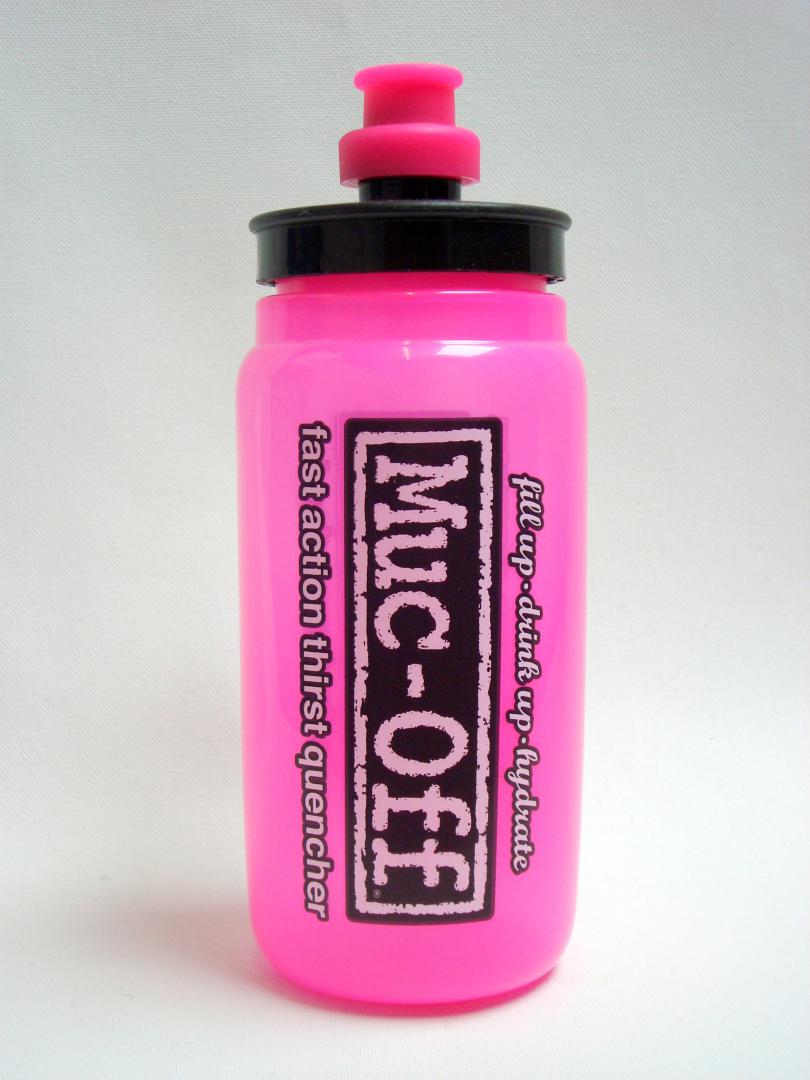 fill up • drink up • hydrate
Muc-Off®
fast action thirst quencher